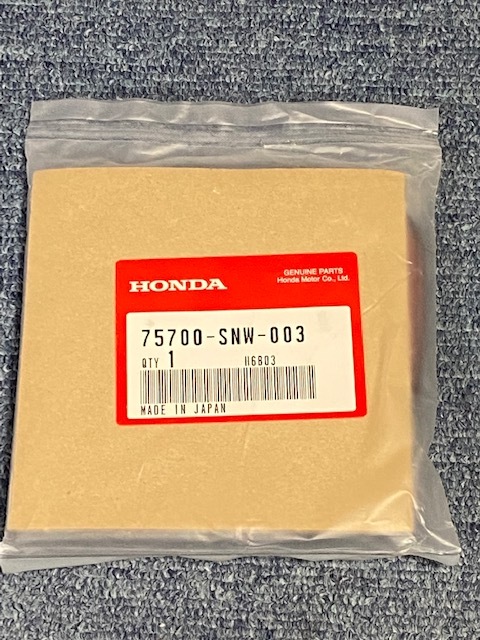 HONDA
GENUINE PARTS
Honda Motor Co., Ltd.
75700-SNW-003
QTY 1 II6803
MADE IN JAPAN